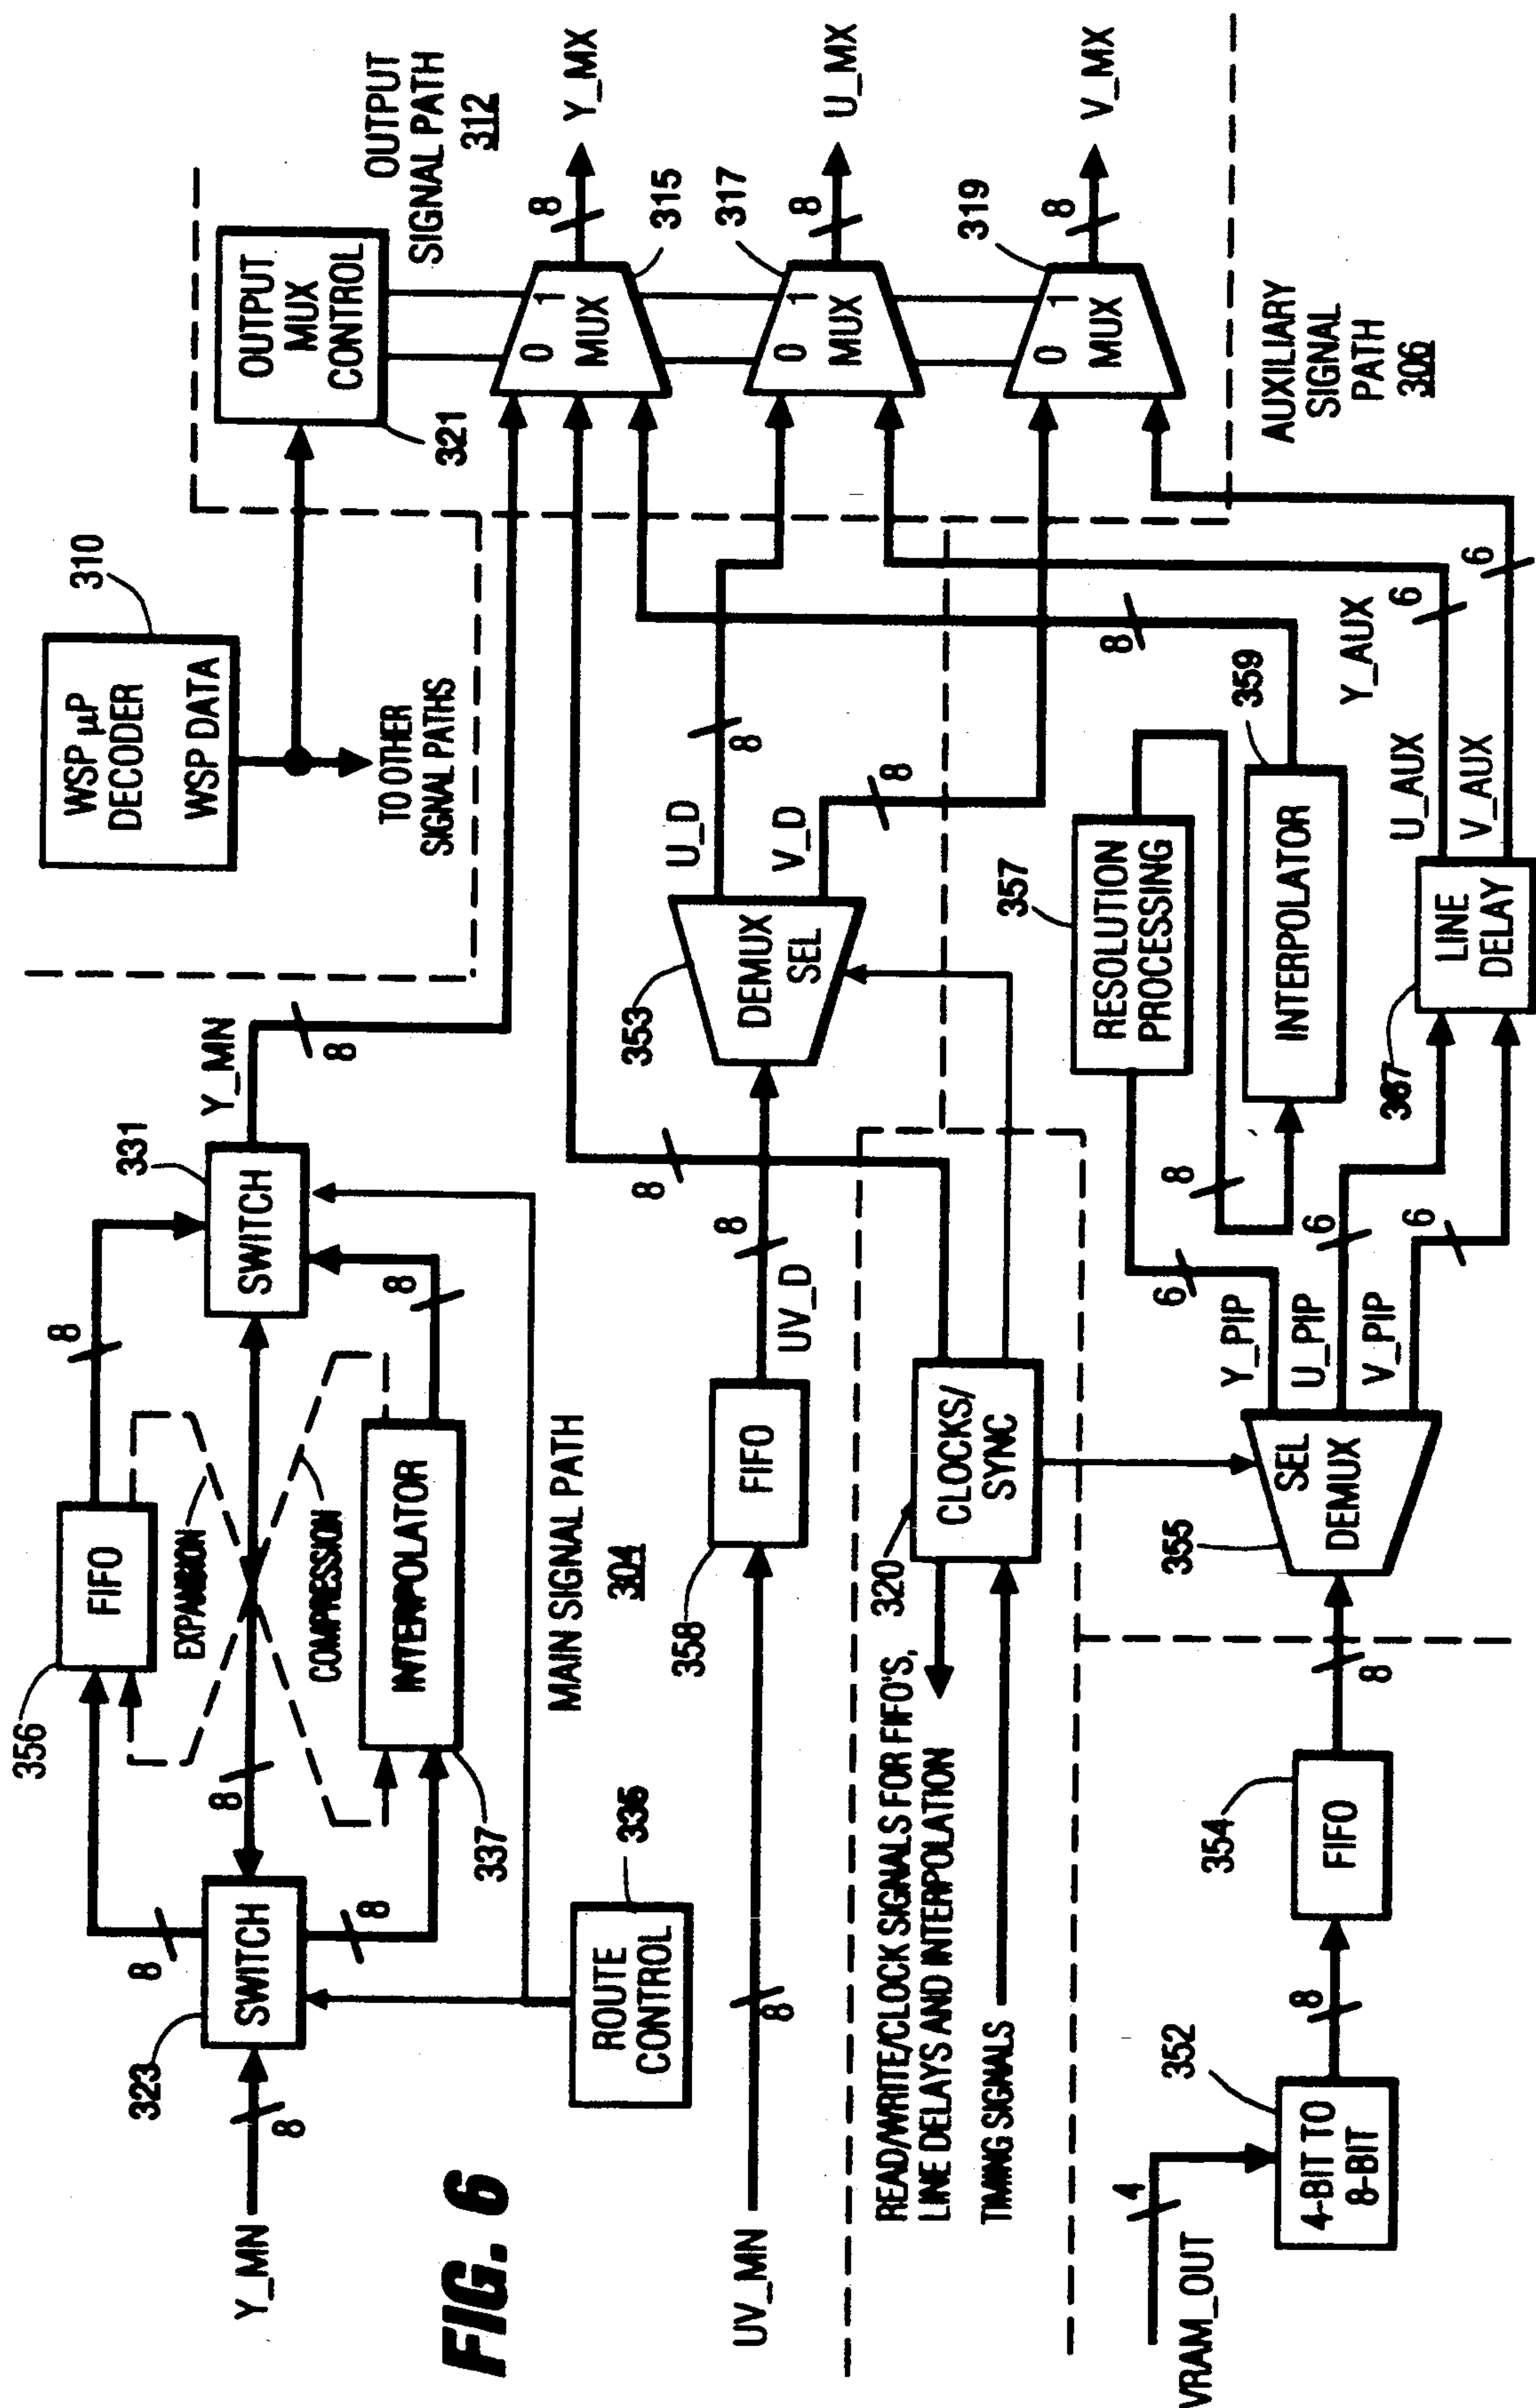 FIG. 6
Y_MN
8
323
SWITCH
8
8
356
FIFO
EXPANSION
8
COMPRESSION
INTERPOLATOR
337
8
8
331
SWITCH
Y_MN
8
ROUTE
CONTROL
335
MAIN SIGNAL PATH
304
WSP µP
DECODER
WSP DATA
310
TO OTHER
SIGNAL PATHS
OUTPUT
MUX
CONTROL
321
OUTPUT
SIGNAL PATH
312
0 1
MUX
315
8
Y_MX
0 1
MUX
317
8
U_MX
0 1
MUX
319
8
V_MX
UV_MN
8
358
FIFO
8
UV_D
8
353
DEMUX
SEL
U_D
8
V_D
8
READ/WRITE/CLOCK SIGNALS FOR FIFO'S,
LINE DELAYS AND INTERPOLATION
TIMING SIGNALS
320
CLOCKS/
SYNC
VRAM_OUT
4
4-BIT TO
8-BIT
352
8
354
FIFO
8
355
SEL
DEMUX
Y_PIP
6
U_PIP
6
V_PIP
6
357
RESOLUTION
PROCESSING
8
INTERPOLATOR
359
8
Y_AUX
367
LINE
DELAY
U_AUX
6
V_AUX
6
AUXILIARY
SIGNAL
PATH
306